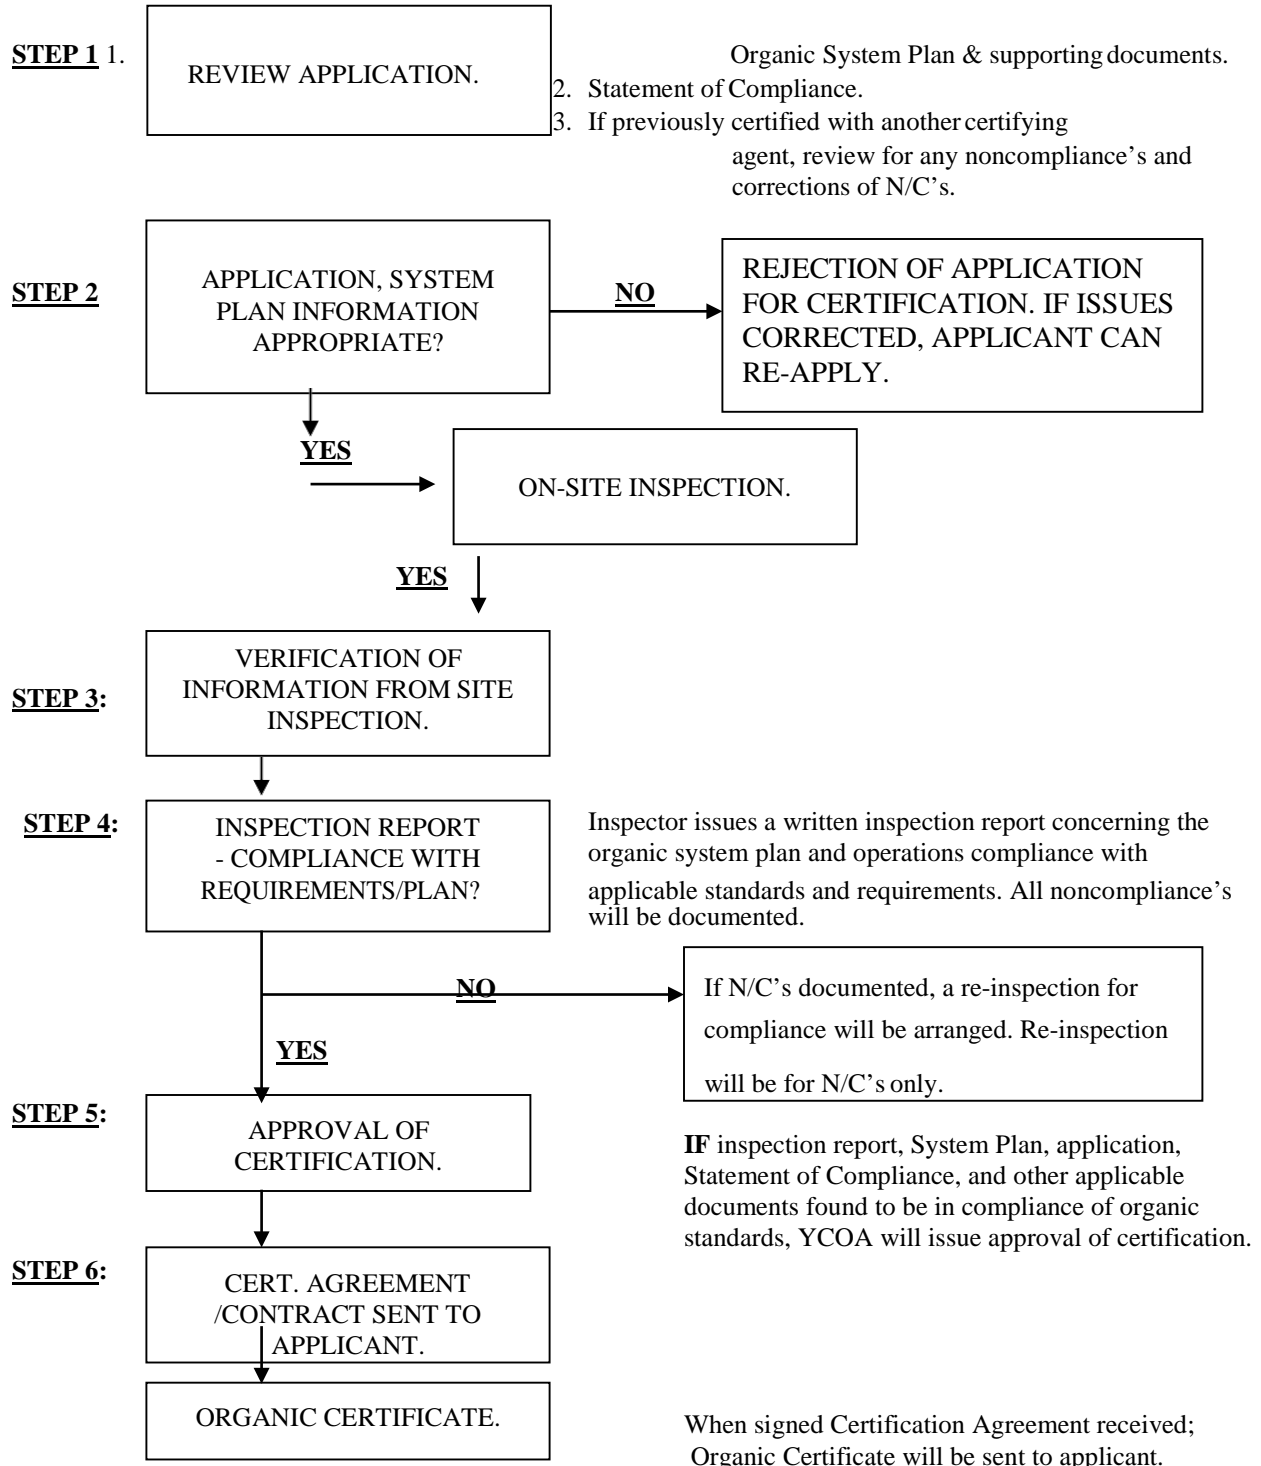 STEP 1 1.
REVIEW APPLICATION.
Organic System Plan & supporting documents.
2. Statement of Compliance.
3. If previously certified with another certifying
agent, review for any noncompliance’s and
corrections of N/C’s.
STEP 2
APPLICATION, SYSTEM
PLAN INFORMATION
APPROPRIATE?
NO
REJECTION OF APPLICATION
FOR CERTIFICATION. IF ISSUES
CORRECTED, APPLICANT CAN
RE-APPLY.
YES
ON-SITE INSPECTION.
YES
STEP 3:
VERIFICATION OF
INFORMATION FROM SITE
INSPECTION.
STEP 4:
INSPECTION REPORT
- COMPLIANCE WITH
REQUIREMENTS/PLAN?
Inspector issues a written inspection report concerning the
organic system plan and operations compliance with
applicable standards and requirements. All noncompliance’s
will be documented.
NO
If N/C’s documented, a re-inspection for
compliance will be arranged. Re-inspection
will be for N/C’s only.
YES
STEP 5:
APPROVAL OF
CERTIFICATION.
IF inspection report, System Plan, application,
Statement of Compliance, and other applicable
documents found to be in compliance of organic
standards, YCOA will issue approval of certification.
STEP 6:
CERT. AGREEMENT
/CONTRACT SENT TO
APPLICANT.
ORGANIC CERTIFICATE.
When signed Certification Agreement received;
Organic Certificate will be sent to applicant.